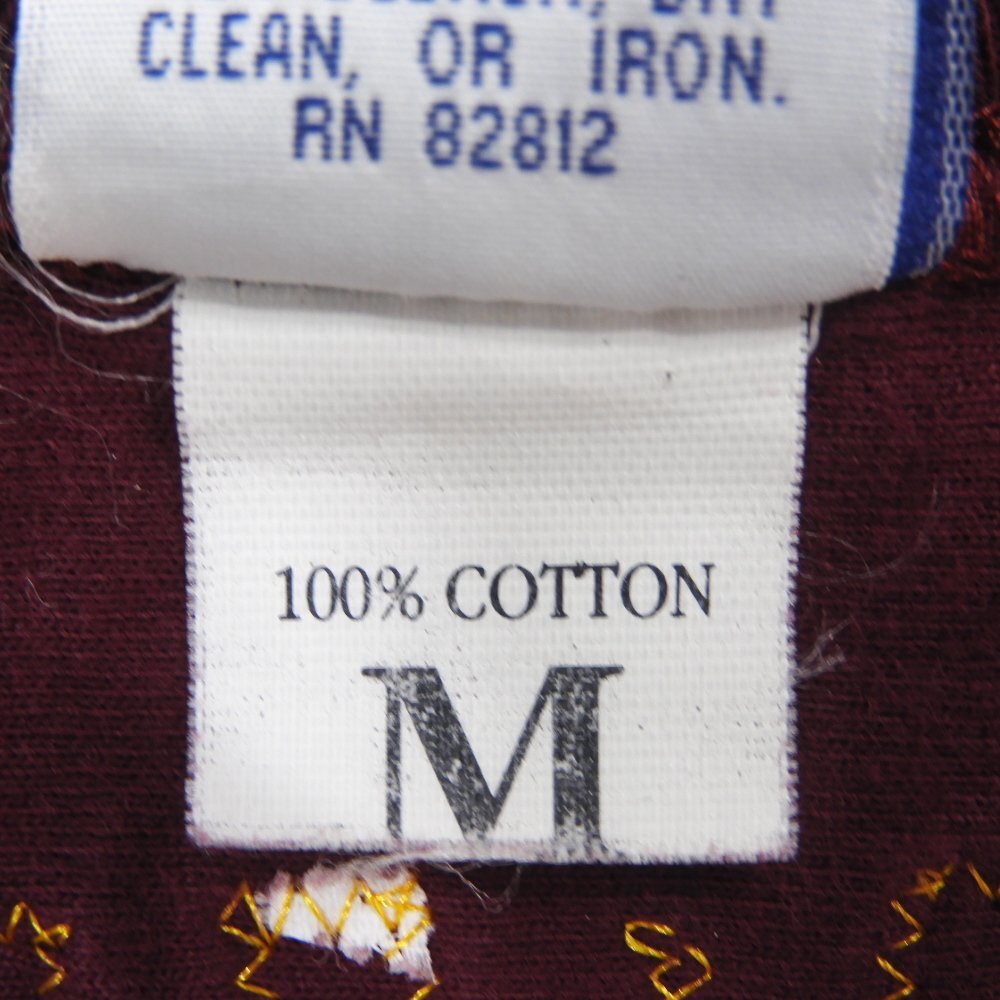 CLEAN, OR IRON.
RN 82812
100% COTTON
M